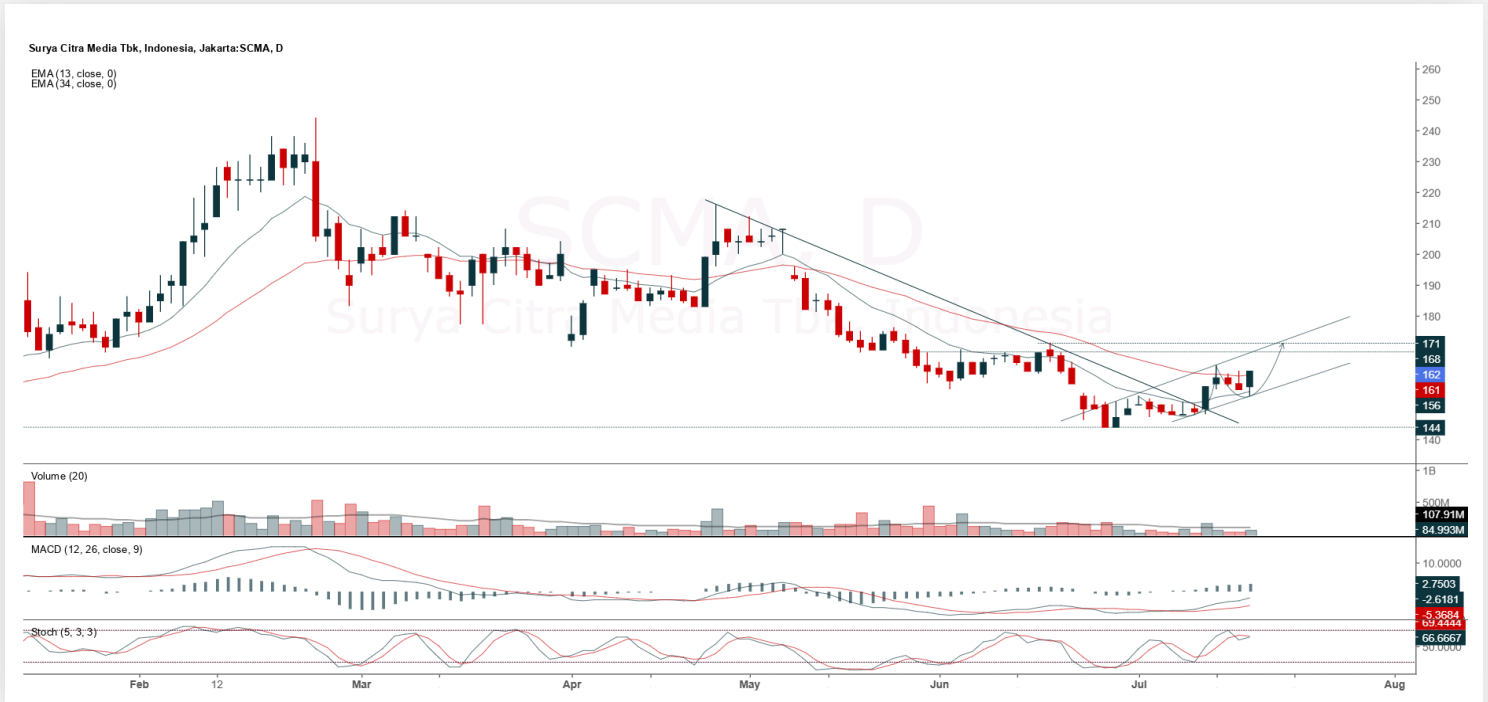 Surya Citra Media Tbk, Indonesia, Jakarta:SCMA, D
EMA (13, close, 0)
EMA (34, close, 0)
SCMA, D
Surya Citra Media Tbk, Indonesia
260
250
240
230
220
210
200
190
180
171
168
162
161
156
144
140
Volume (20)
1B
500M
107.91M
84.993M
MACD (12, 26, close, 9)
10.0000
2.7503
-2.6181
-5.3684
Stoch (5, 3, 3)
69.4444
66.6667
50.0000
Feb 12 Mar Apr May Jun Jul Aug